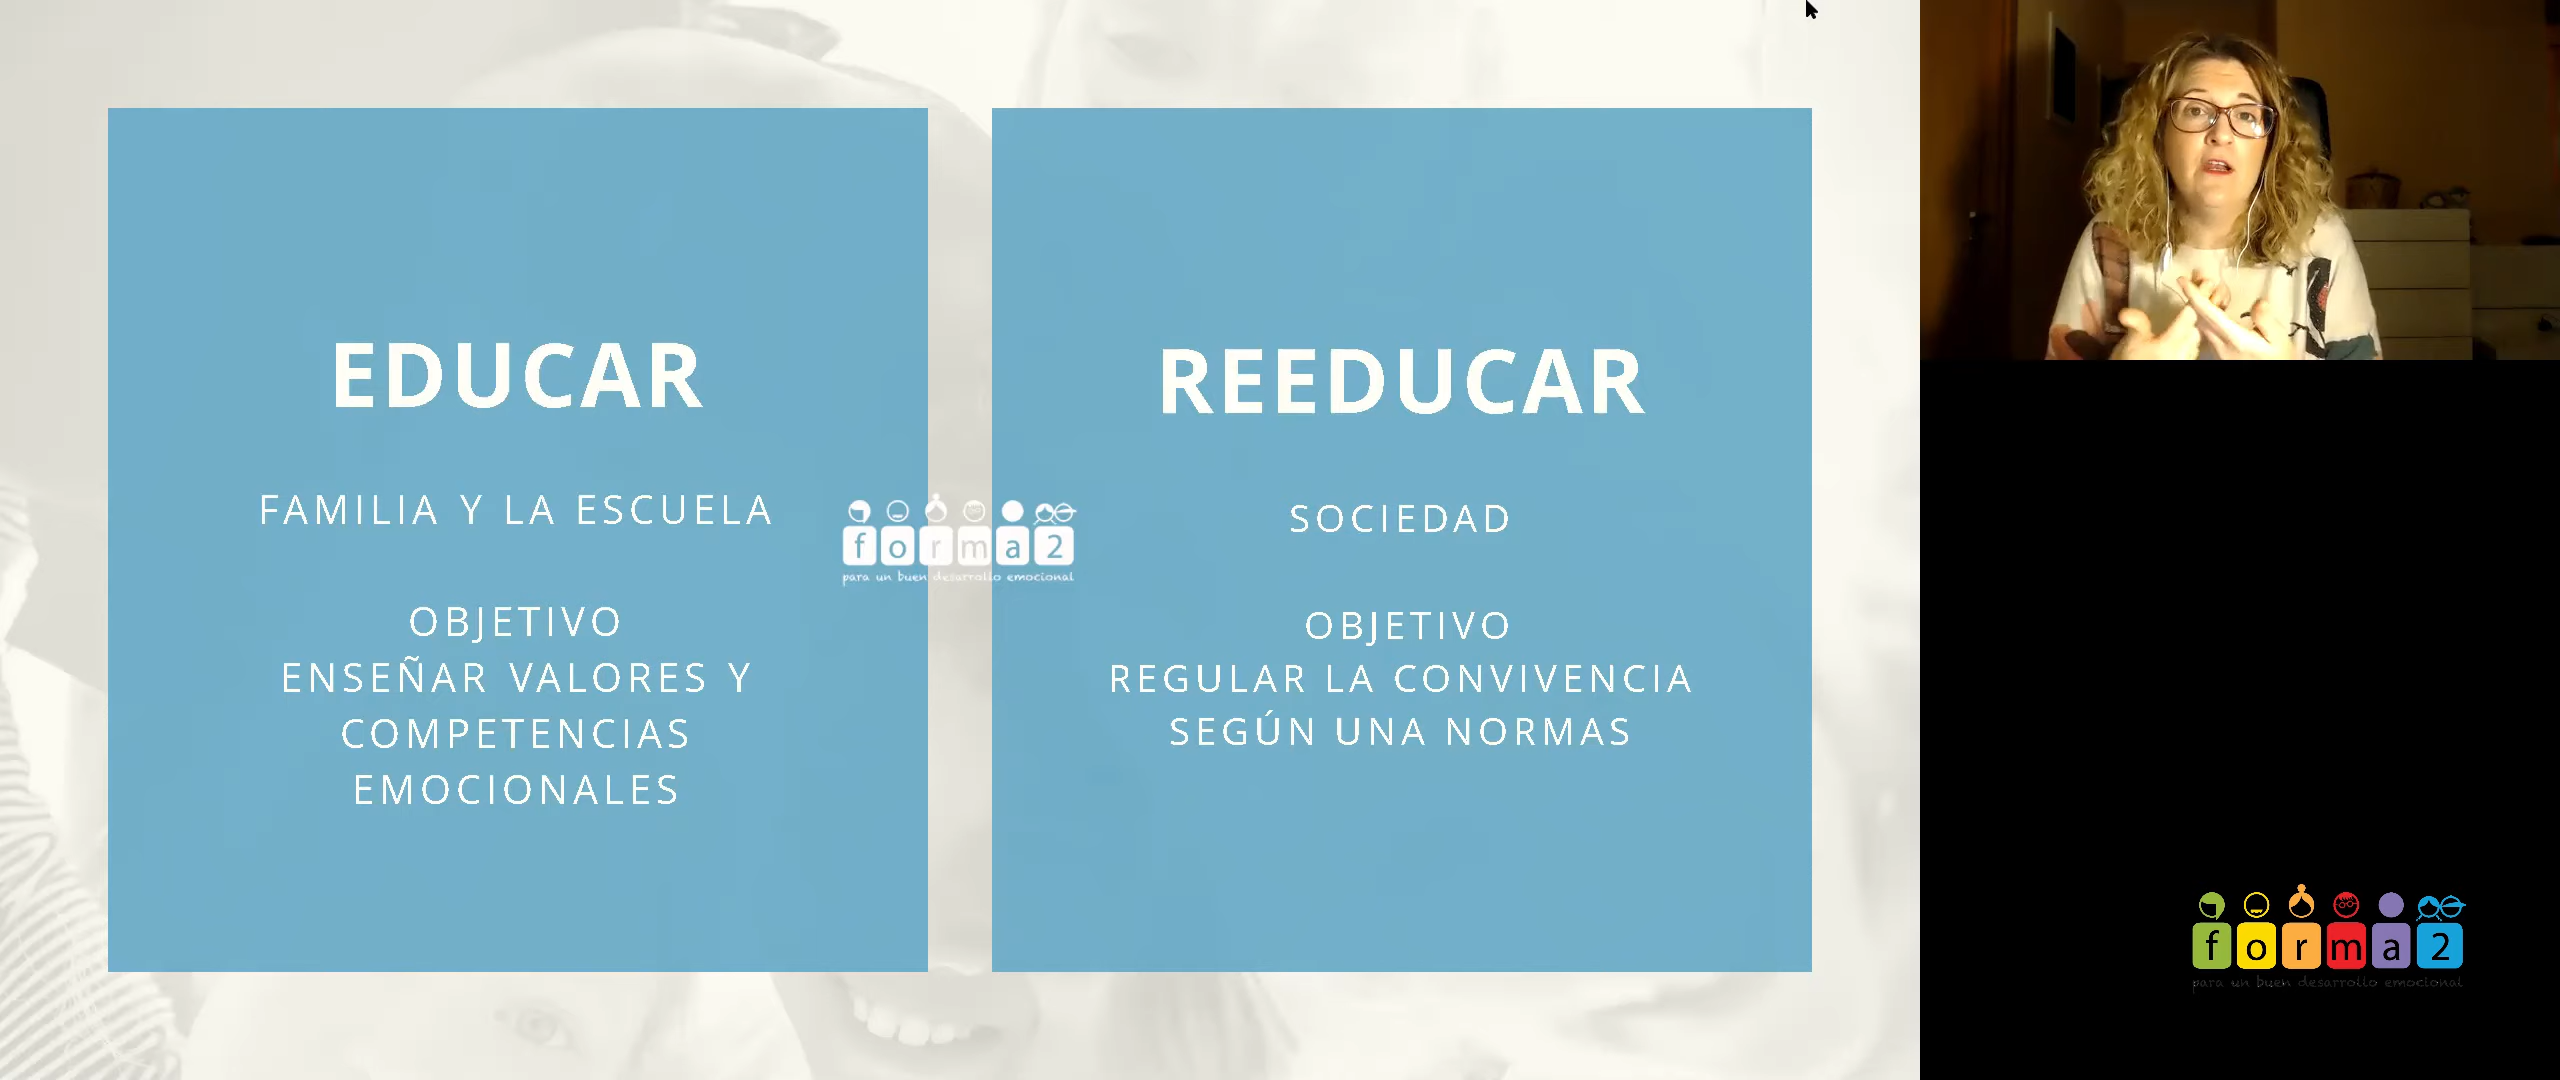 EDUCAR
FAMILIA Y LA ESCUELA
OBJETIVO
ENSEÑAR VALORES Y
COMPETENCIAS
EMOCIONALES
forma2
para un buen desarrollo emocional
REEDUCAR
SOCIEDAD
OBJETIVO
REGULAR LA CONVIVENCIA
SEGÚN UNA NORMAS
forma2
para un buen desarrollo emocional